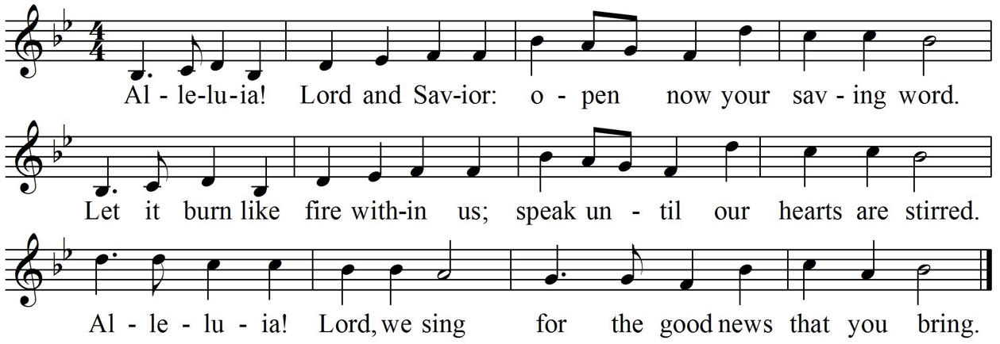 4 4
Al - le-lu-ia! Lord and Sav-ior: o - pen now your sav - ing word.
Let it burn like fire with-in us; speak un - til our hearts are stirred.
Al - le - lu - ia! Lord, we sing for the good news that you bring.